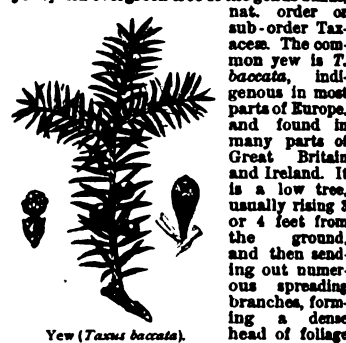 nat. order or
sub-order Tax-
aceæ. The com-
mon yew is T.
baccata, indi-
genous in most
parts of Europe,
and found in
many parts of
Great Britain
and Ireland. It
is a low tree,
usually rising 3
or 4 feet from
the ground,
and then send-
ing out numer-
ous spreading
branches, form-
ing a dense
head of foliage
Yew (Taxus baccata).